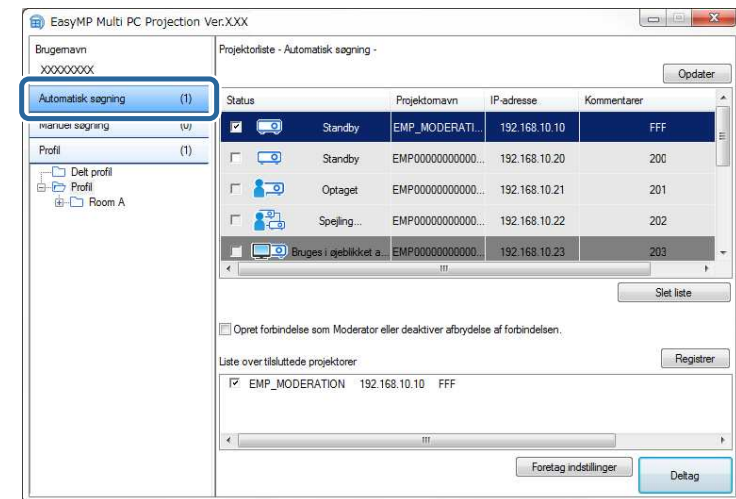 EasyMP Multi PC Projection Ver.XXX
Brugernavn
XXXXXXXX
Automatisk søgning (1)
Manuel søgning (0)
Profil (1)
Delt profil
Profil
Room A
Projektorliste - Automatisk søgning -
Opdater
Status Projektornavn IP-adresse Kommentarer
Standby EMP_MODERATI... 192.168.10.10 FFF
Standby EMP00000000000... 192.168.10.20 200
Optaget EMP00000000000... 192.168.10.21 201
Spejling... EMP00000000000... 192.168.10.22 202
Bruges i øjeblikket a... EMP00000000000... 192.168.10.23 203
Slet liste
Opret forbindelse som Moderator eller deaktiver afbrydelse af forbindelsen.
Liste over tilsluttede projektorer
Registrer
EMP_MODERATION 192.168.10.10 FFF
Foretag indstillinger
Deltag